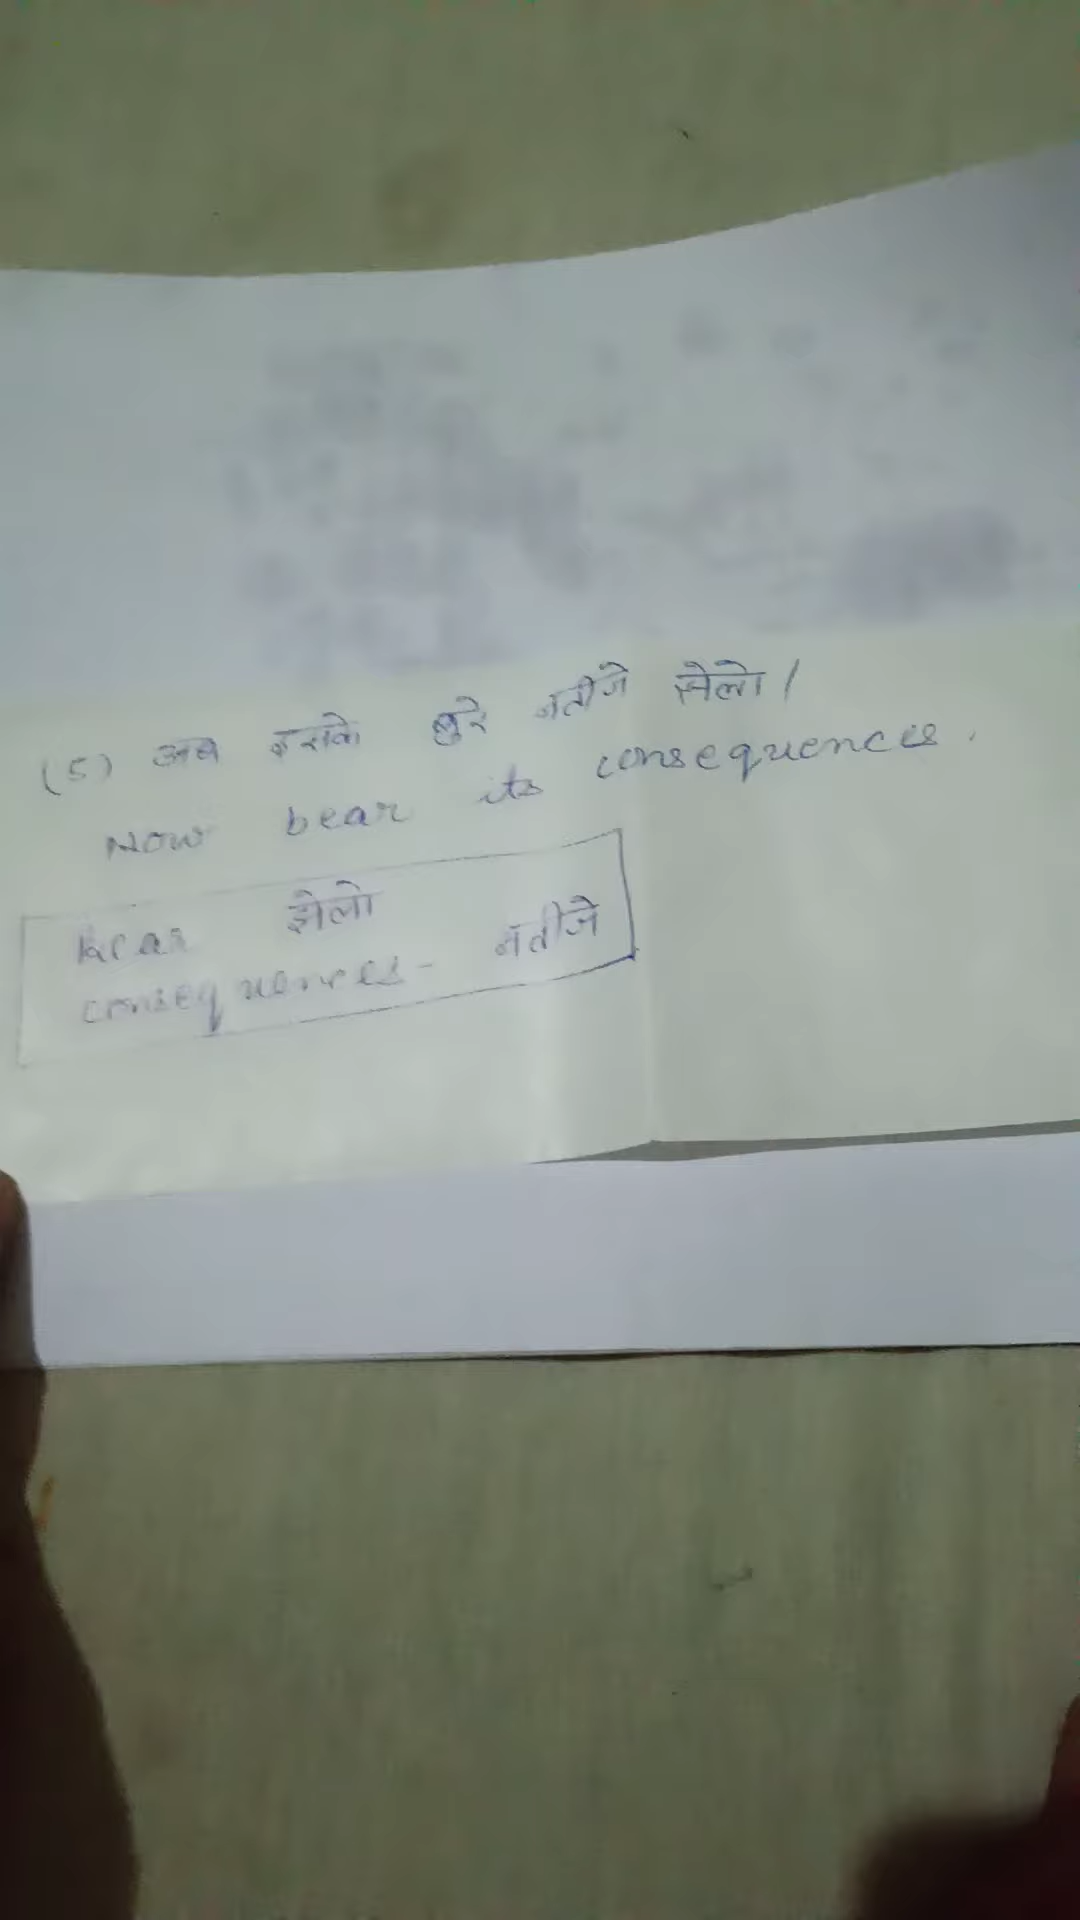 (5) अब इसके बुरे नतीजे झेलो।
Now bear its consequences.
Bear झेलो
consequences - नतीजे